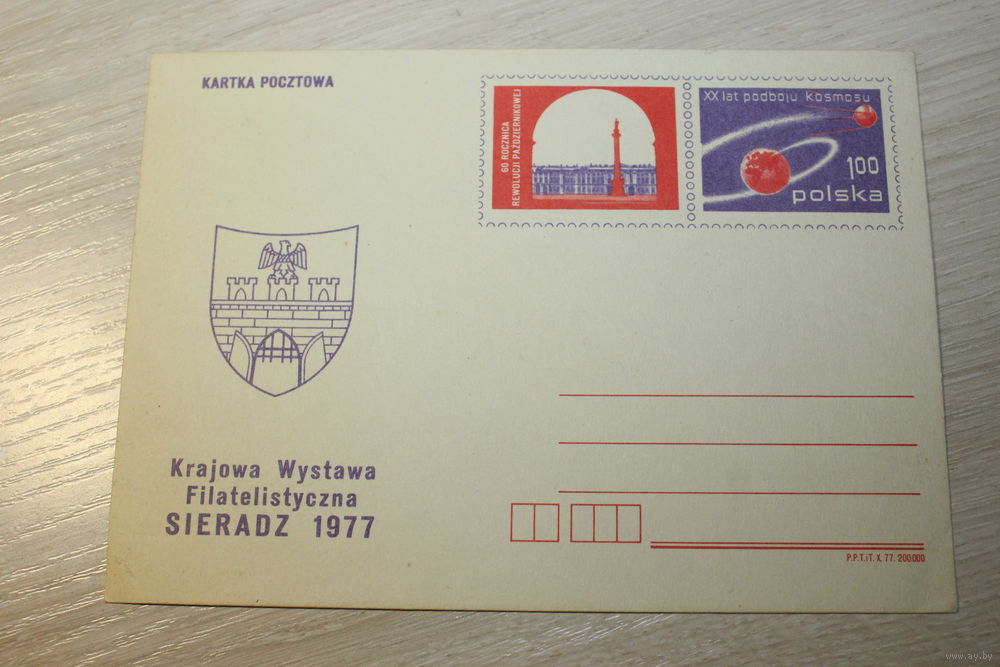 KARTKA POCZTOWA
60 ROCZNICA
REWOLUCJI PAŹDZIERNIKOWEJ
XX lat podboju Kosmosu
1.00
polska
Krajowa Wystawa
Filatelistyczna
SIERADZ 1977
P.P.T.iT. X. 77. 200.000
www.ay.by